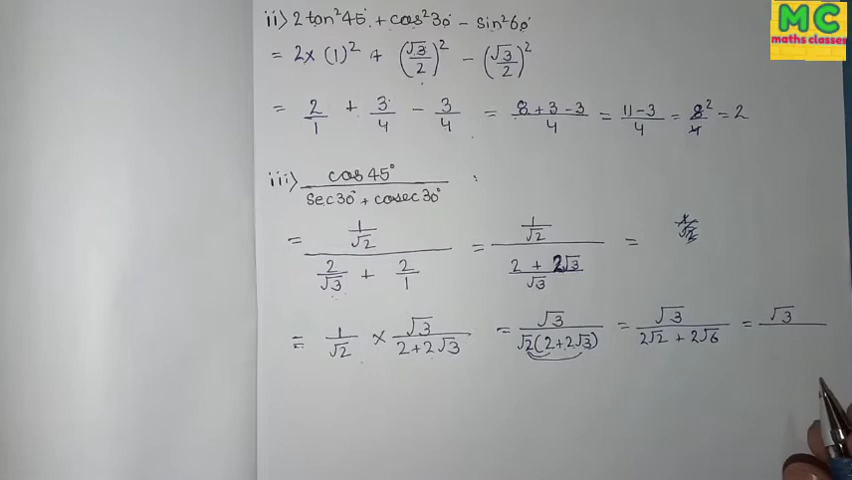 MC
maths classes
ii> 2 tan²45° + cos²30° - sin²60°
= 2x (1)² + (√3/2)² - (√3/2)²
= 2/1 + 3/4 - 3/4 = 8+3-3/4 = 11-3/4 = 8/4 2 = 2
iii> cos 45° / sec 30° + cosec 30°
= 1/√2 / 2/√3 + 2/1 = 1/√2 / 2 + 2√3/√3 =
= 1/√2 × √3/2+2√3 = √3/√2(2+2√3) = √3/2√2 + 2√6 = √3